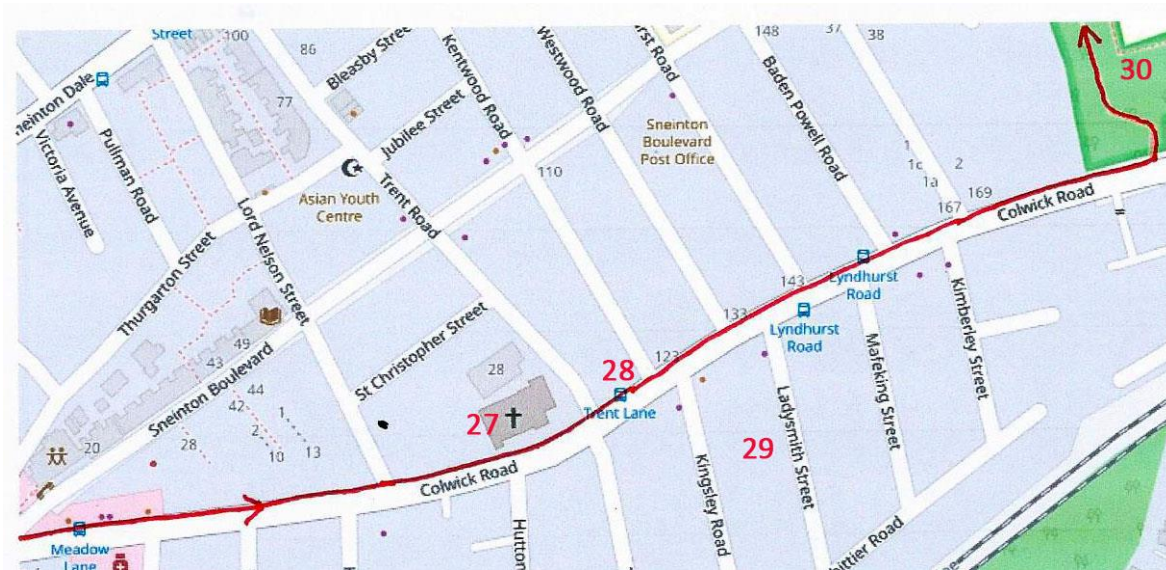 Street
100
86
Bleasby Stree
Kentwood Road
Westwood Road
urst Road
148
37
38
30
Sneinton Dale
Victoria Avenue
Pullman Road
77
Jubilee Street
Baden Powell Road
Sneinton
Boulevard
Post Office
110
1
1c
1a
2
Asian Youth
Centre
Trent Road
Lord Nelson Street
Thurgarton Street
167
169
Colwick Road
143
Lyndhurst
Road
133
Lyndhurst
Road
Kimberley Street
St Christopher Street
49
43
Sneinton Boulevard
44
42
2
1
10
13
28
20
28
27
28
Trent Lane
123
29
Ladysmith Street
Mafeking Street
Kingsley Road
Colwick Road
Hutton
hittier Road
Meadow
Lane